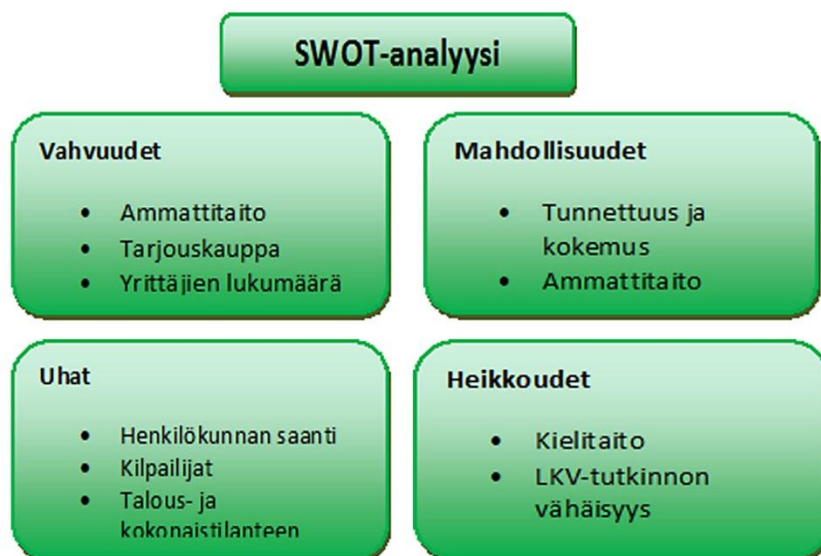 SWOT-analyysi
Vahvuudet
• Ammattitaito
• Tarjouskauppa
• Yrittäjien lukumäärä
Mahdollisuudet
• Tunnettuus ja
kokemus
• Ammattitaito
Uhat
• Henkilökunnan saanti
• Kilpailijat
• Talous- ja
kokonaistilanteen
Heikkoudet
• Kielitaito
• LKV-tutkinnon
vähäisyys